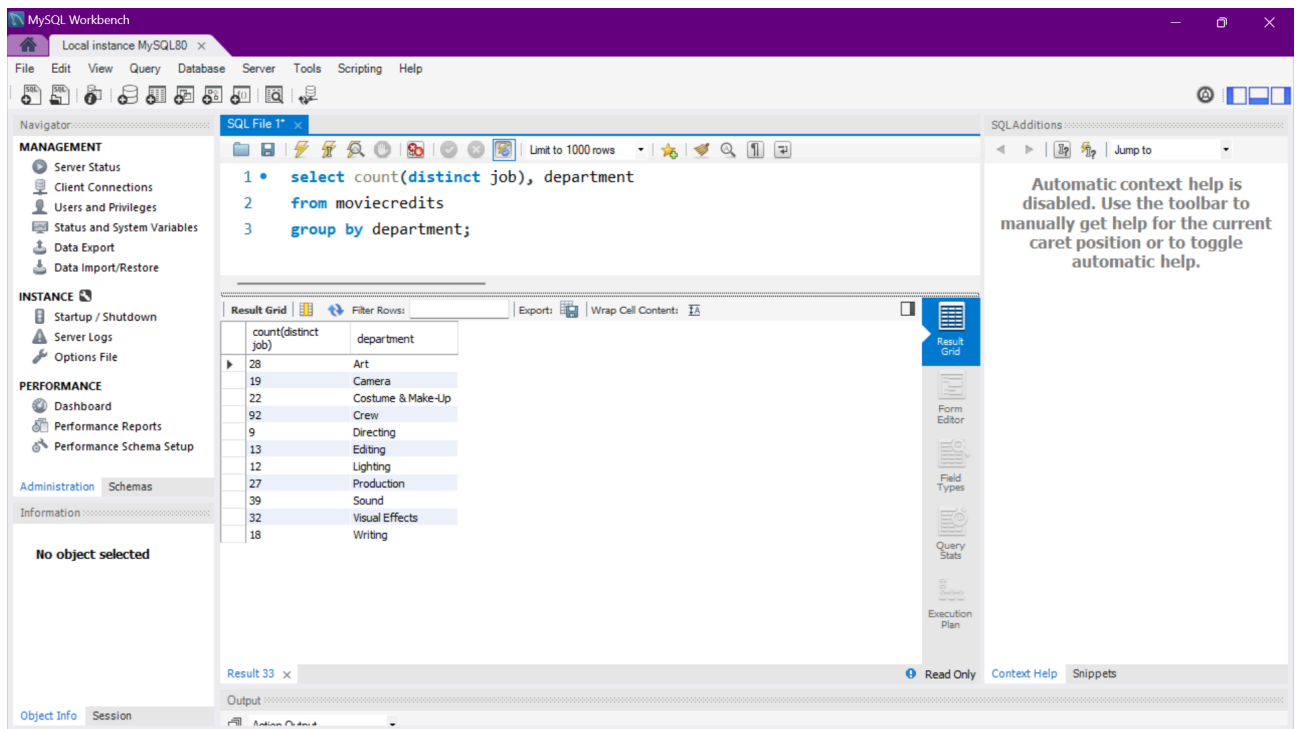 MySQL Workbench
Local instance MySQL80
File Edit View Query Database Server Tools Scripting Help
Navigator
MANAGEMENT
Server Status
Client Connections
Users and Privileges
Status and System Variables
Data Export
Data Import/Restore
INSTANCE
Startup / Shutdown
Server Logs
Options File
PERFORMANCE
Dashboard
Performance Reports
Performance Schema Setup
Administration Schemas
Information
No object selected
Object Info Session
SQL File 1*
Limit to 1000 rows
1 select count(distinct job), department
2 from moviecredits
3 group by department;
Result Grid Filter Rows: Export: Wrap Cell Content:
count(distinct
job) department
28 Art
19 Camera
22 Costume & Make-Up
92 Crew
9 Directing
13 Editing
12 Lighting
27 Production
39 Sound
32 Visual Effects
18 Writing
Result
Grid
Form
Editor
Field
Types
Query
Stats
Execution
Plan
Result 33 Read Only
Output
Action Output
SQLAdditions
Jump to
Automatic context help is
disabled. Use the toolbar to
manually get help for the current
caret position or to toggle
automatic help.
Context Help Snippets